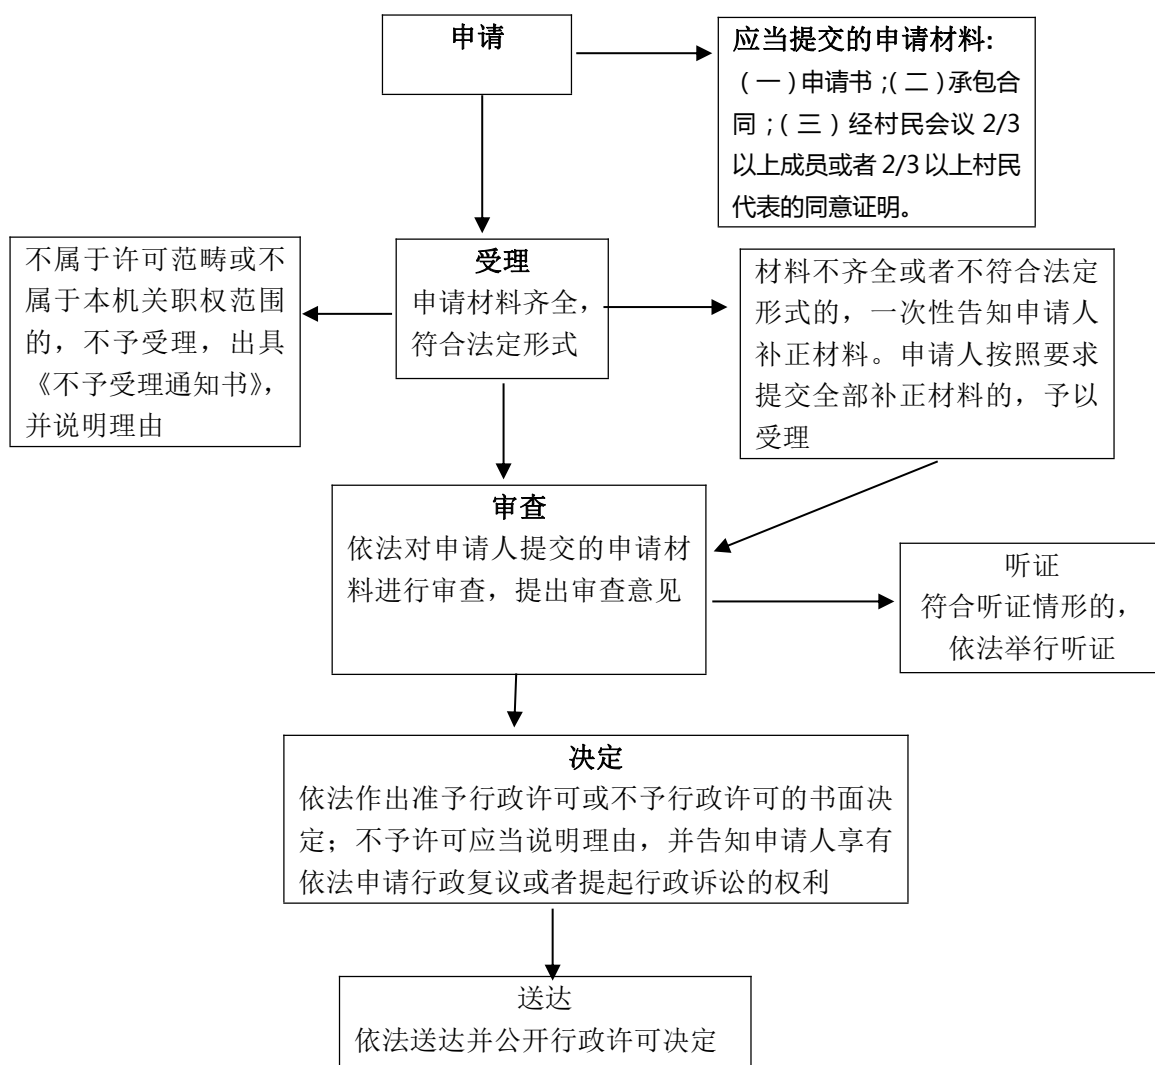 申请
应当提交的申请材料:
（一）申请书；（二）承包合
同；（三）经村民会议 2/3
以上成员或者 2/3 以上村民
代表的同意证明。
不属于许可范畴或不
属于本机关职权范围
的，不予受理，出具
《不予受理通知书》，
并说明理由
受理
申请材料齐全，
符合法定形式
材料不齐全或者不符合法定
形式的，一次性告知申请人
补正材料。申请人按照要求
提交全部补正材料的，予以
受理
审查
依法对申请人提交的申请材
料进行审查，提出审查意见
听证
符合听证情形的，
依法举行听证
决定
依法作出准予行政许可或不予行政许可的书面决
定；不予许可应当说明理由，并告知申请人享有
依法申请行政复议或者提起行政诉讼的权利
送达
依法送达并公开行政许可决定